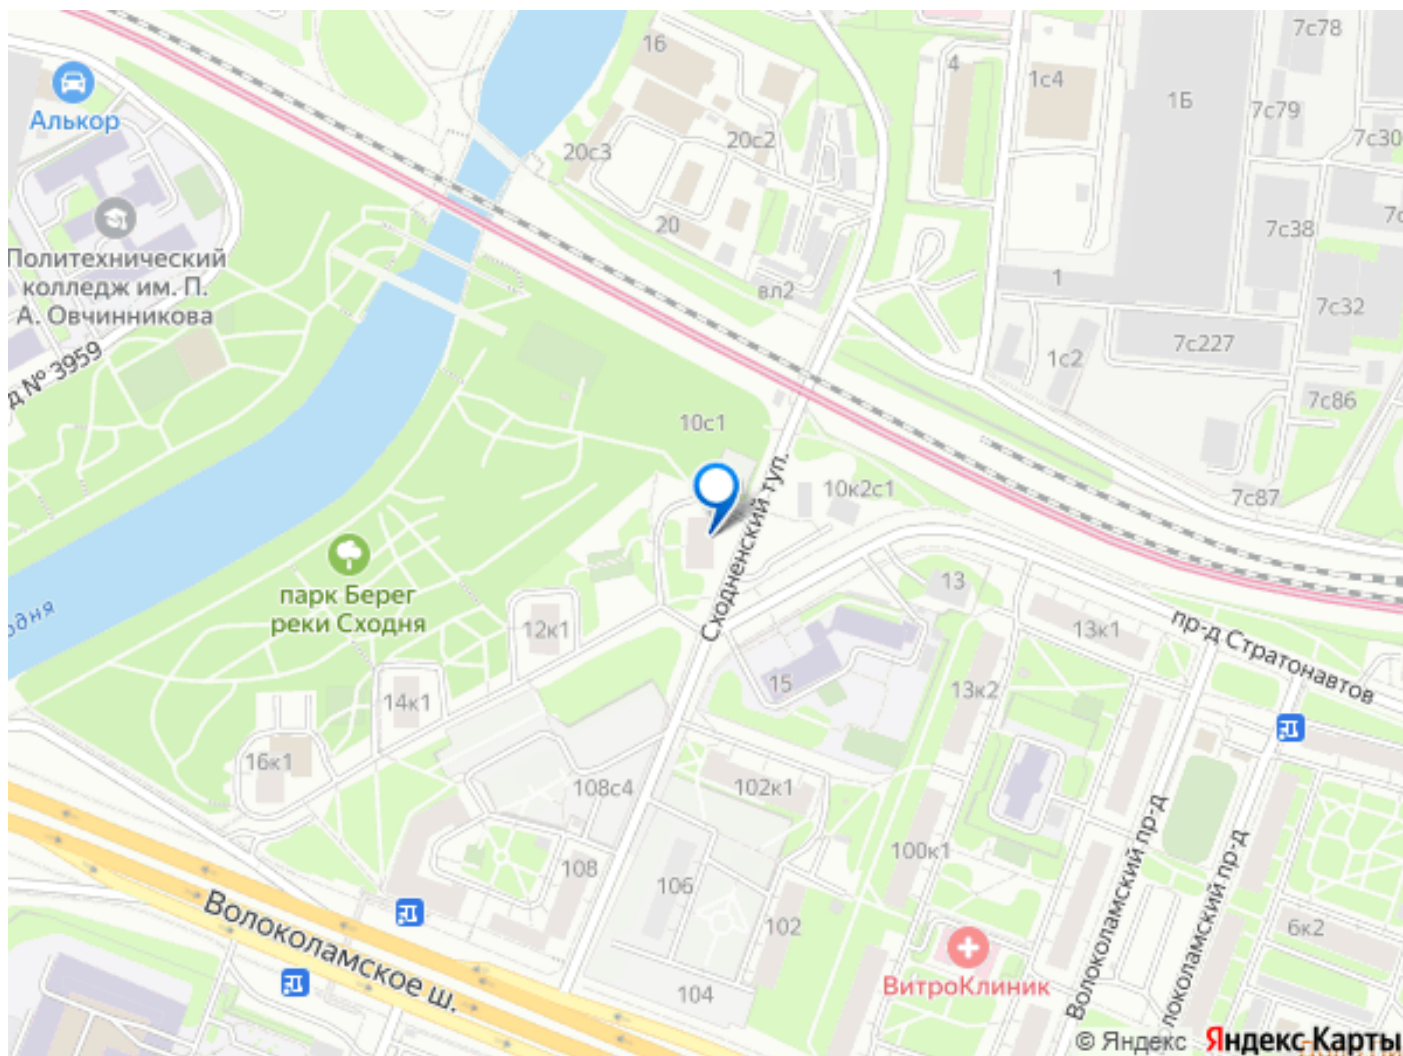 7с78
16
4
1с4
Алькор
1Б
7с79
7с30
20с2
20с3
20
7с38
Политехнический
колледж им. П.
А. Овчинникова
вл2
1
7с32
7с227
1с2
д № 3959
7с86
10с1
Сходненский туп.
10к2с1
7с87
парк Берег
реки Сходня
13
12к1
13к1
пр-д Стратонавтов
15
13к2
14к1
16к1
108с4
102к1
Волоколамский пр-д
100к1
108
106
Волоколамское ш.
102
6к2
ВитроКлиник
104
локоламский пр-д
© Яндекс Яндекс Карты